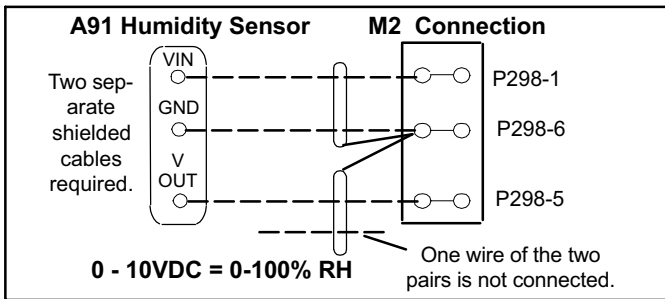 A91 Humidity Sensor
M2 Connection
Two sep-
arate
shielded
cables
required.
VIN
GND
V
OUT
P298-1
P298-6
P298-5
0 - 10VDC = 0-100% RH
One wire of the two
pairs is not connected.